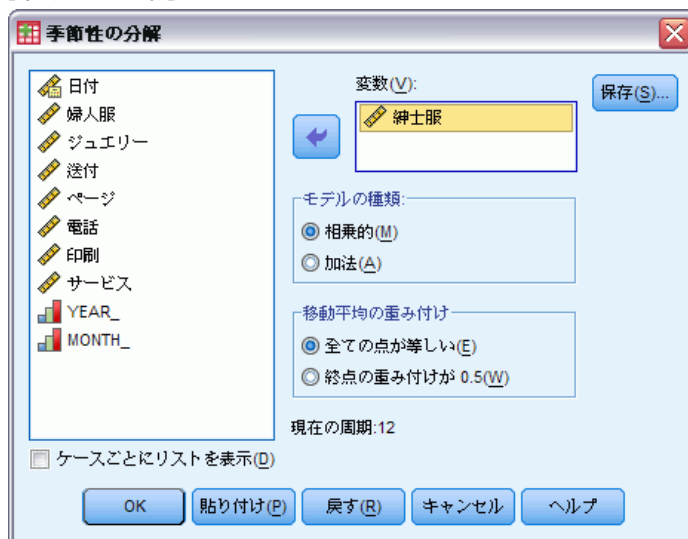 季節性の分解
日付
婦人服
ジュエリー
送付
ページ
電話
印刷
サービス
YEAR_
MONTH_
ケースごとにリストを表示(D)
変数(V):
紳士服
保存(S)...
モデルの種類:
相乗的(M)
加法(A)
移動平均の重み付け
全ての点が等しい(E)
終点の重み付けが 0.5(W)
現在の周期:12
OK
貼り付け(P)
戻す(R)
キャンセル
ヘルプ